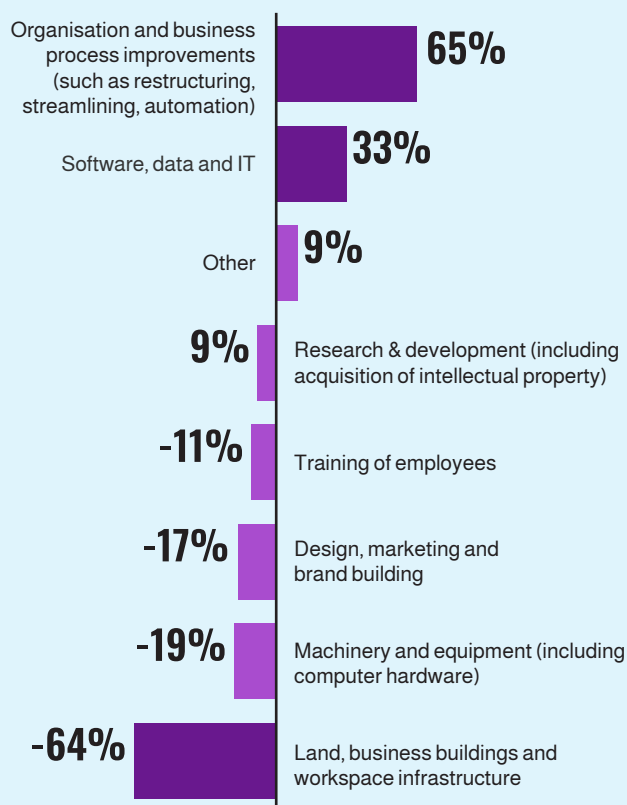 Organisation and business
process improvements
(such as restructuring,
streamlining, automation)
65%
Software, data and IT
33%
Other
9%
9%
Research & development (including
acquisition of intellectual property)
-11%
Training of employees
-17%
Design, marketing and
brand building
-19%
Machinery and equipment (including
computer hardware)
-64%
Land, business buildings and
workspace infrastructure